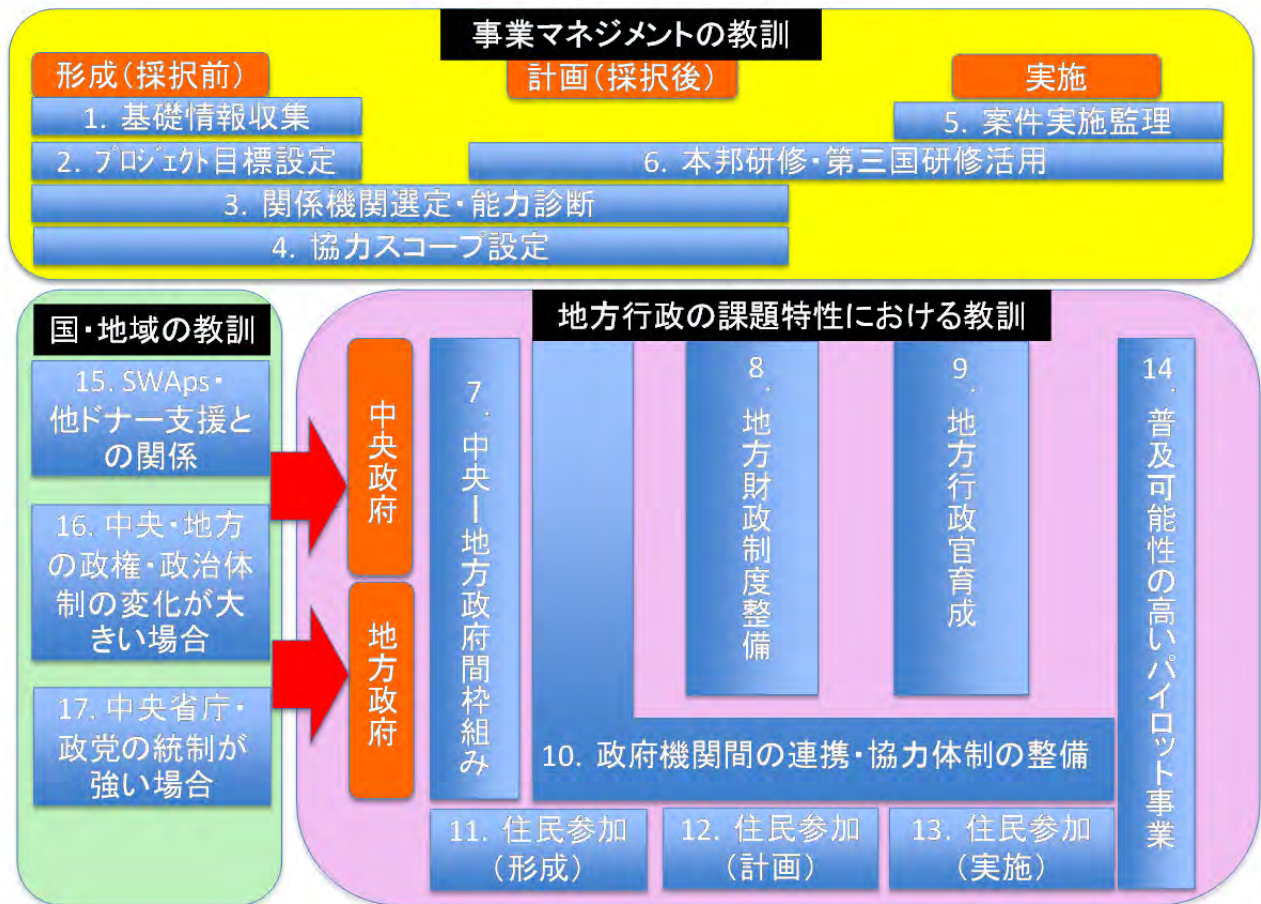 事業マネジメントの教訓
形成(採択前)
計画(採択後)
実施
1. 基礎情報収集
5. 案件実施監理
2. プロジェクト目標設定
6. 本邦研修・第三国研修活用
3. 関係機関選定・能力診断
4. 協力スコープ設定
国・地域の教訓
15. SWAps・
他ドナー支援と
の関係
16. 中央・地方
の政権・政治体
制の変化が大
きい場合
17. 中央省庁・
政党の統制が
強い場合
地方行政の課題特性における教訓
中央政府
地方政府
7. 中央ー地方政府間枠組み
8. 地方財政制度整備
9. 地方行政官育成
14. 普及可能性の高いパイロット事業
10. 政府機関間の連携・協力体制の整備
11. 住民参加
(形成)
12. 住民参加
(計画)
13. 住民参加
(実施)